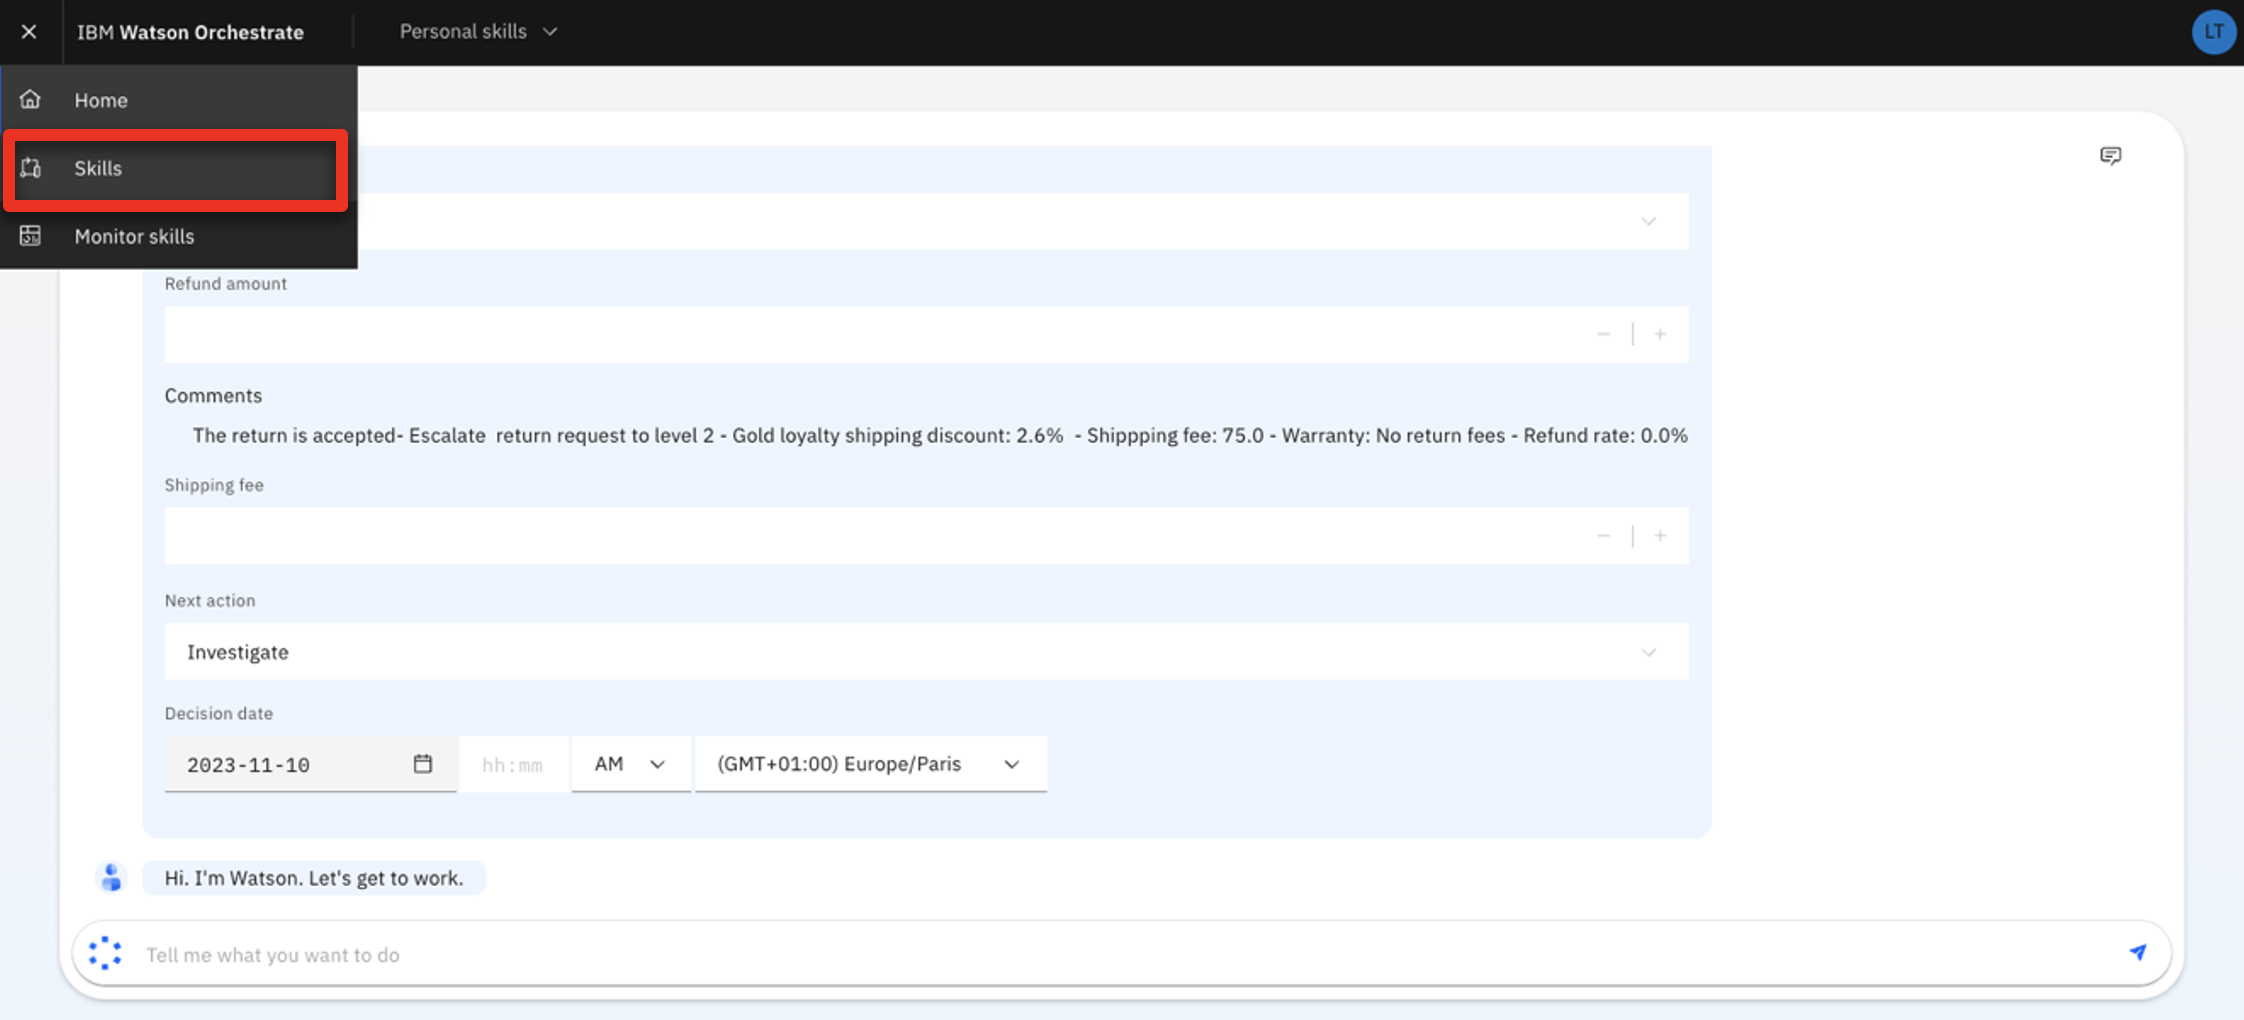 IBM Watson Orchestrate
Personal skills
LT
Home
Skills
Monitor skills
Refund amount
Comments
The return is accepted- Escalate  return request to level 2 - Gold loyalty shipping discount: 2.6%  - Shippping fee: 75.0 - Warranty: No return fees - Refund rate: 0.0%
Shipping fee
Next action
Investigate
Decision date
2023-11-10 hh:mm AM (GMT+01:00) Europe/Paris
Hi. I'm Watson. Let's get to work.
Tell me what you want to do